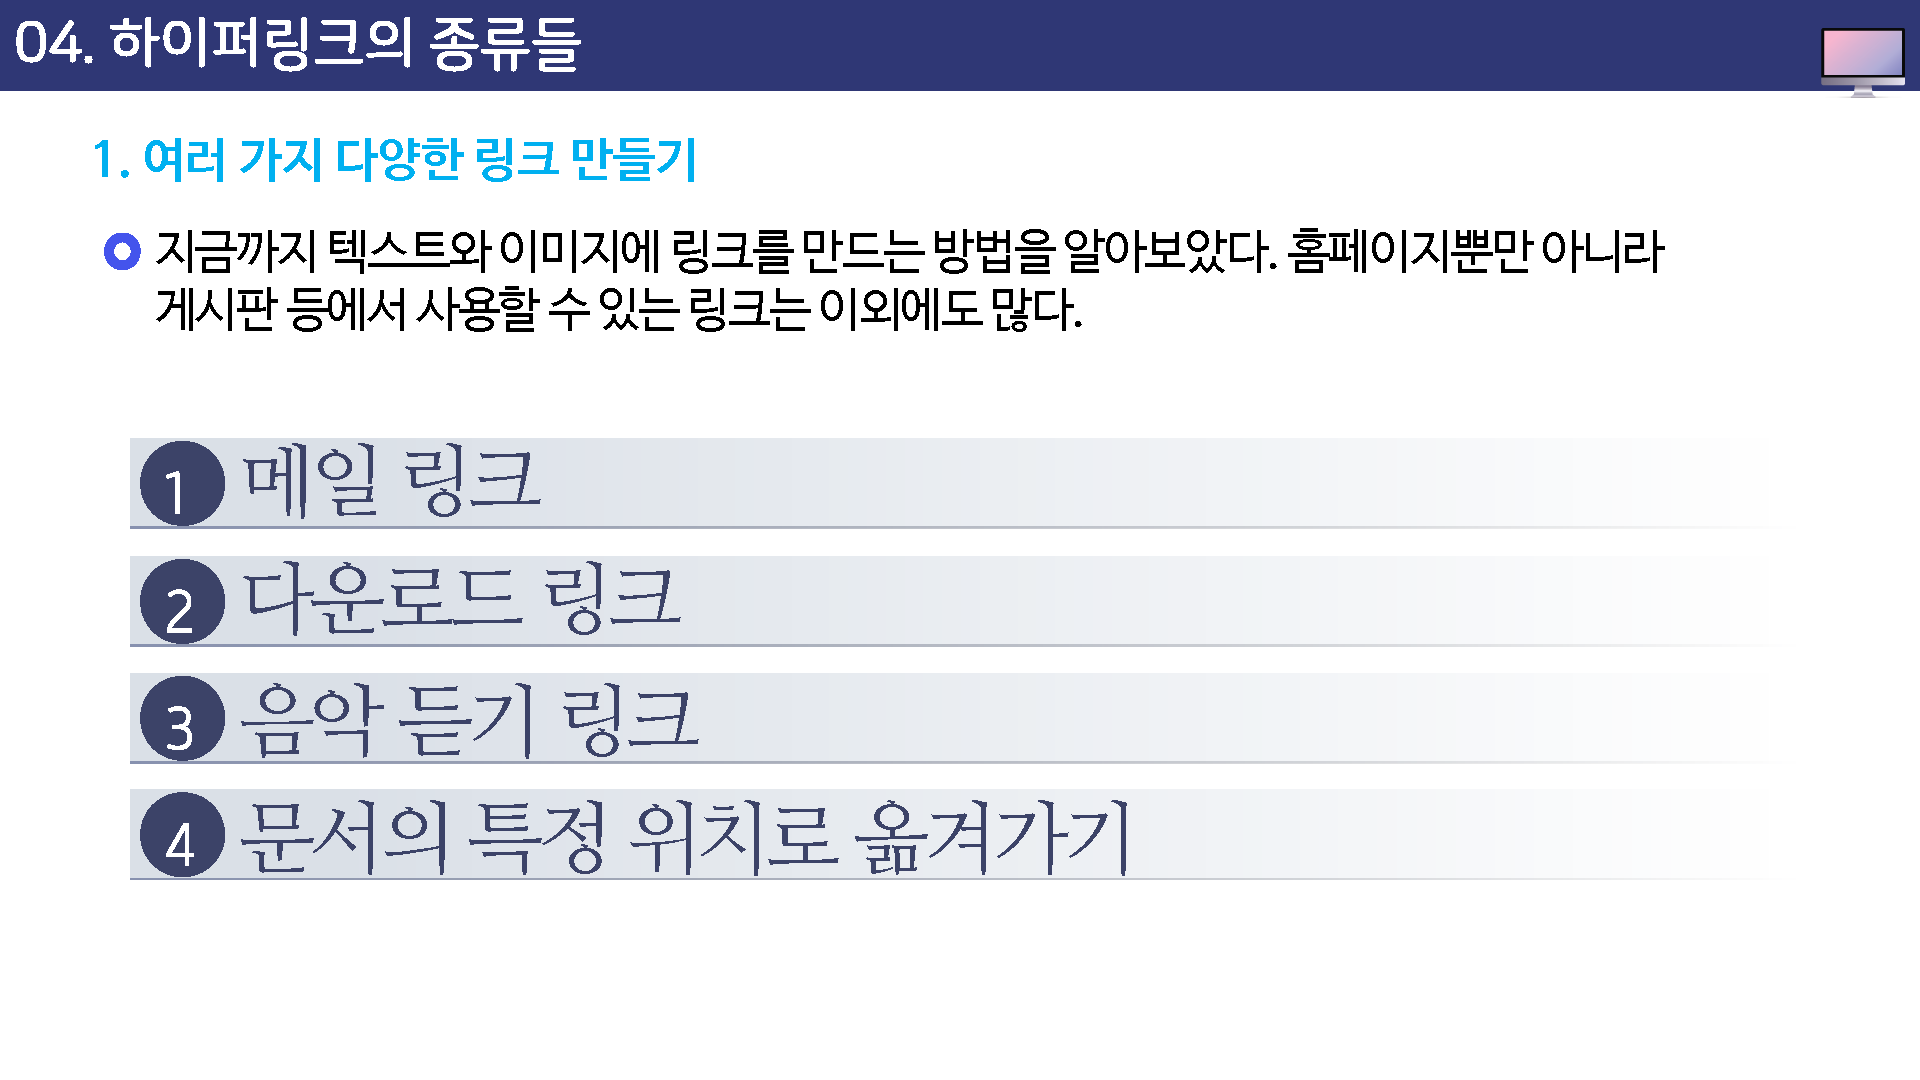 04. 하이퍼링크의 종류들
1. 여러 가지 다양한 링크 만들기
지금까지 텍스트와 이미지에 링크를 만드는 방법을 알아보았다. 홈페이지뿐만 아니라
게시판 등에서 사용할 수 있는 링크는 이외에도 많다.
1 메일 링크
2 다운로드 링크
3 음악 듣기 링크
4 문서의 특정 위치로 옮겨가기